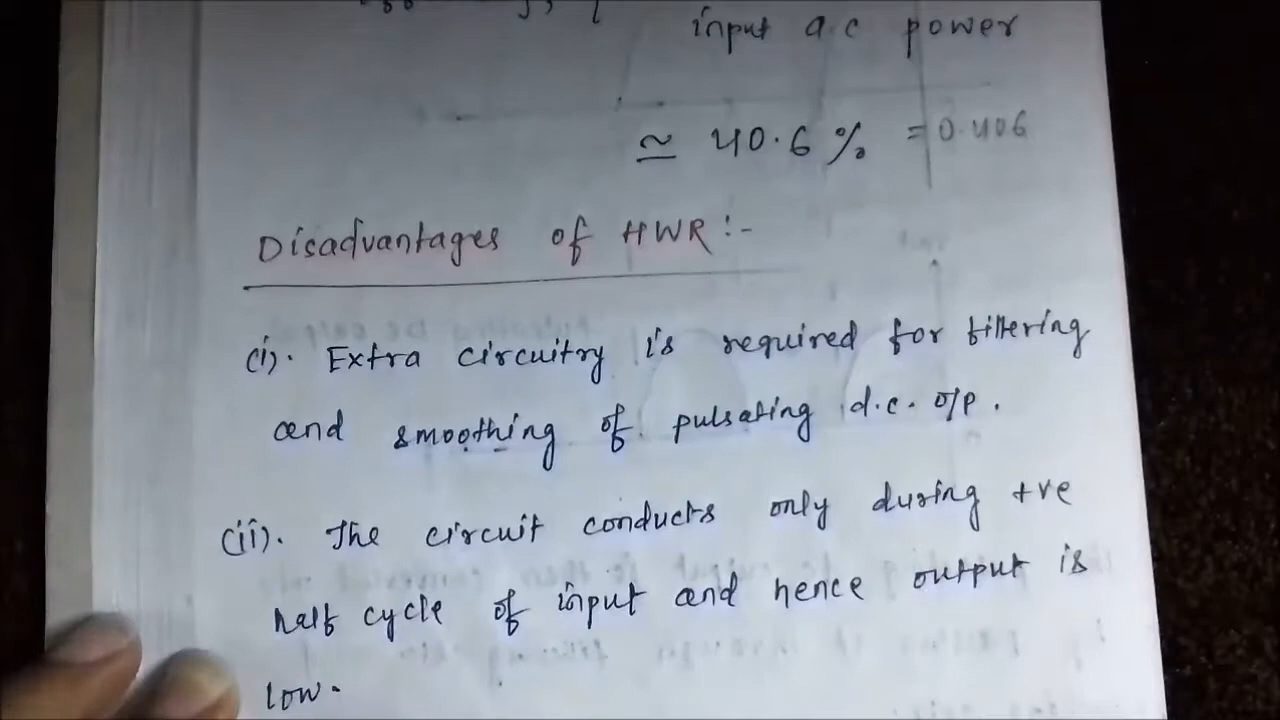 input a.c power
≃ 40.6 % = 0.406
Disadvantages of HWR :-
(i). Extra circuitry is required for filtering
and smoothing of pulsating d.c. o/p.
(ii). The circuit conducts only during +ve
half cycle of input and hence output is
low.